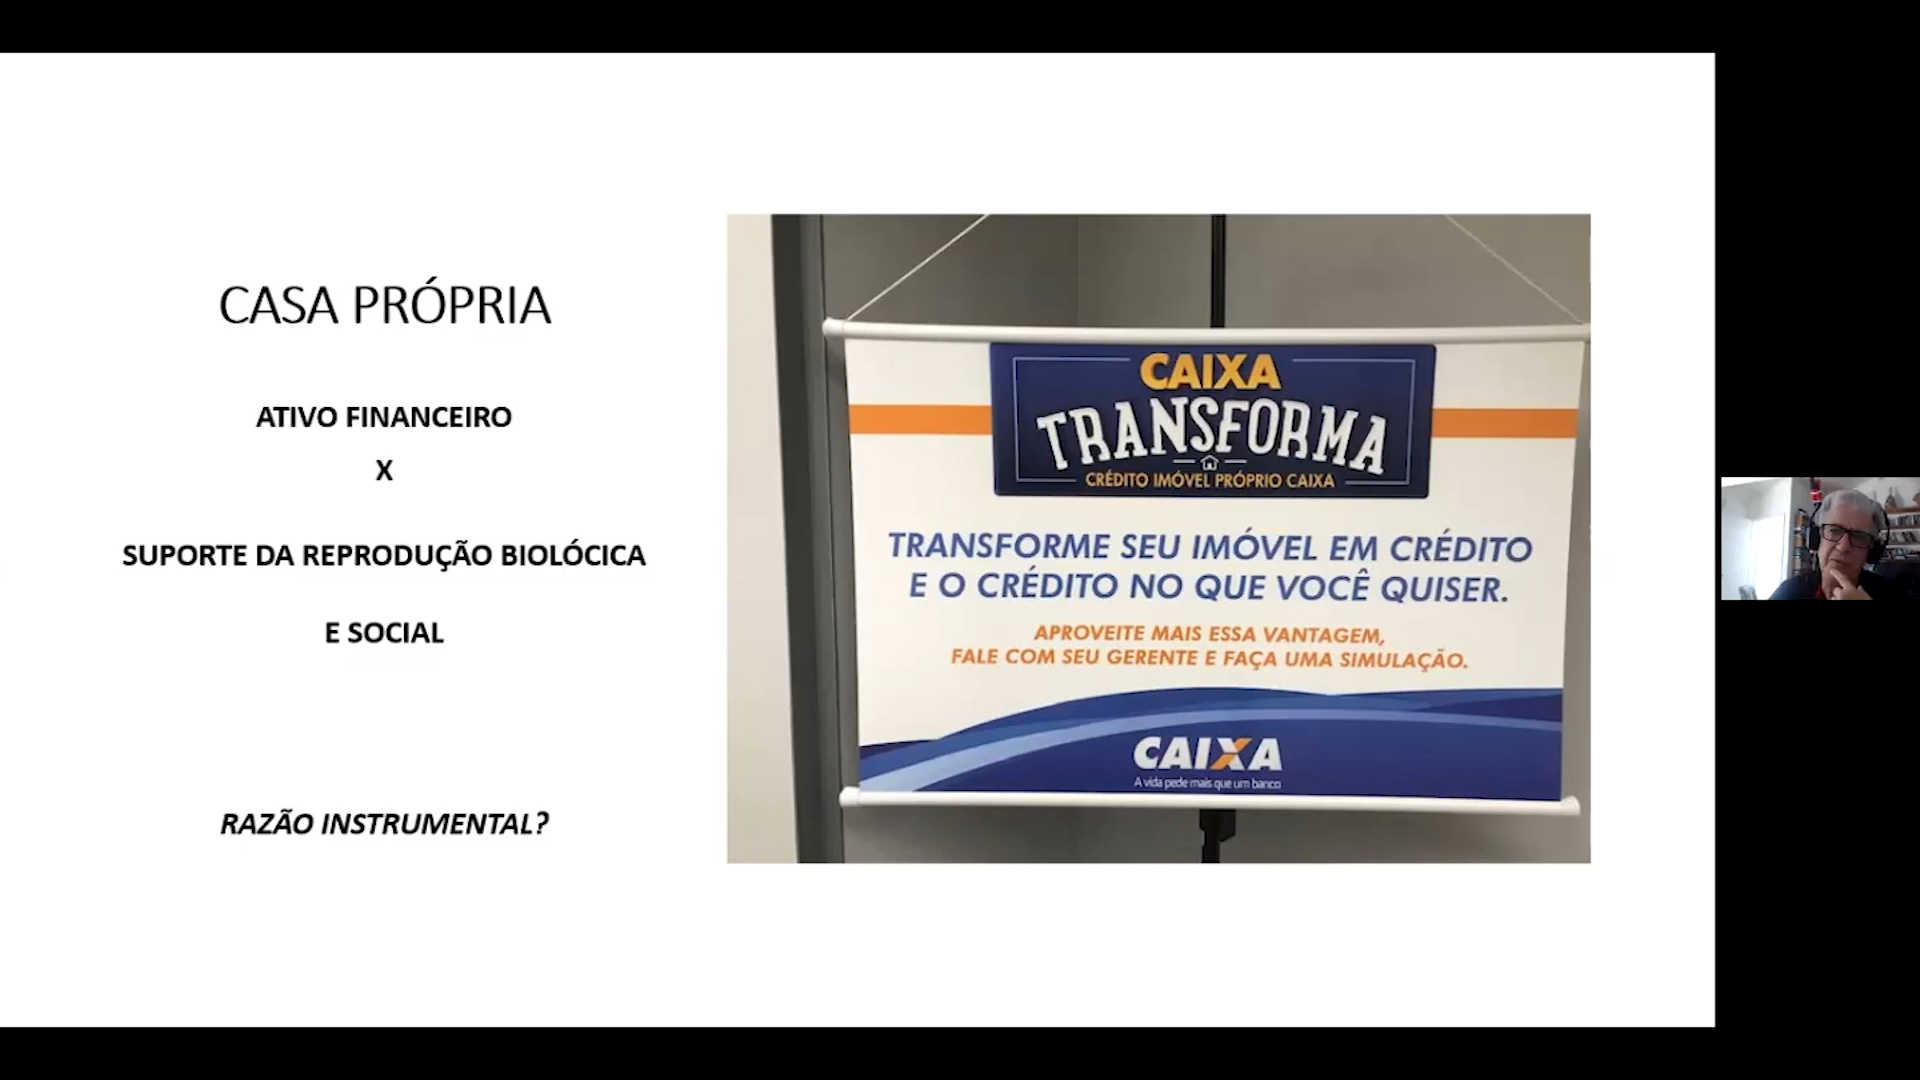 CASA PRÓPRIA
ATIVO FINANCEIRO
X
SUPORTE DA REPRODUÇÃO BIOLÓCICA
E SOCIAL
RAZÃO INSTRUMENTAL?
CAIXA
TRANSFORMA
CRÉDITO IMÓVEL PRÓPRIO CAIXA
TRANSFORME SEU IMÓVEL EM CRÉDITO
E O CRÉDITO NO QUE VOCÊ QUISER.
APROVEITE MAIS ESSA VANTAGEM,
FALE COM SEU GERENTE E FAÇA UMA SIMULAÇÃO.
CAIXA
A vida pede mais que um banco